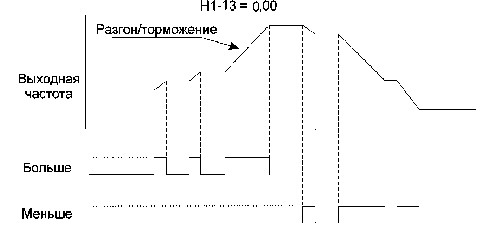 H1-13 = 0,00
Разгон/торможение
Выходная
частота
Больше
Меньше